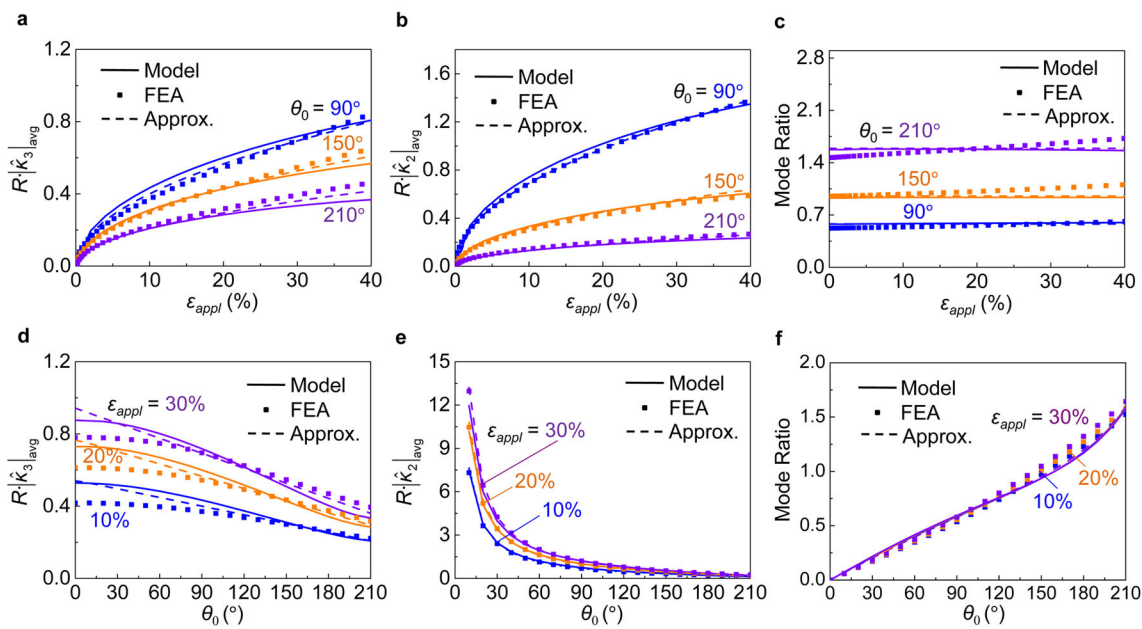 a
1.2
0.8
0.4
0.0
R·|κ̂₃|avg
Model
FEA
Approx.
θ₀ = 90°
150°
210°
0 10 20 30 40
εappl (%)
b
1.6
1.2
0.8
0.4
0.0
R·|κ̂₂|avg
Model
FEA
Approx.
θ₀ = 90°
150°
210°
0 10 20 30 40
εappl (%)
c
2.8
2.1
1.4
0.7
0.0
Mode Ratio
Model
FEA
Approx.
θ₀ = 210°
150°
90°
0 10 20 30 40
εappl (%)
d
1.2
0.8
0.4
0.0
R·|κ̂₃|avg
Model
FEA
Approx.
εappl = 30%
20%
10%
0 30 60 90 120 150 180 210
θ₀ (°)
e
15
12
9
6
3
0
R·|κ̂₂|avg
Model
FEA
Approx.
εappl = 30%
20%
10%
0 30 60 90 120 150 180 210
θ₀ (°)
f
2.0
1.5
1.0
0.5
0.0
Mode Ratio
Model
FEA
Approx.
εappl = 30%
20%
10%
0 30 60 90 120 150 180 210
θ₀ (°)